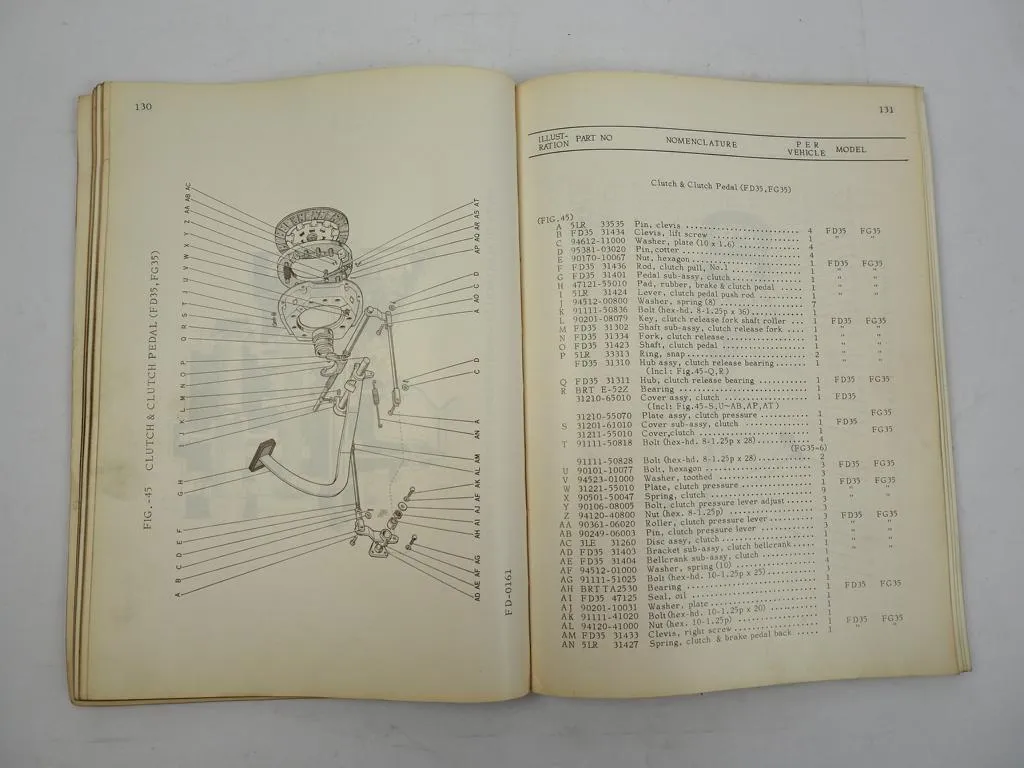 130
FIG.-45 CLUTCH & CLUTCH PEDAL (FD35, FG35)
FD-0161
131
ILLUST-RATION PART NO NOMENCLATURE PER VEHICLE MODEL
Clutch & Clutch Pedal (FD35, FG35)
(FIG. 45)
A 51R 33535 Pin, clevis 4 FD35 FG35
B FD35 31434 Clevis, lift screw 1 " "
C 94612-11000 Washer, plate (10 x 1.6) 4
D 95381-03020 Pin, cotter 4
E 90170-10067 Nut, hexagon 1 FD35 FG35
F FD35 31436 Rod, clutch pull, No.1 1 " "
G FD35 31401 Pedal sub-assy, clutch 1 " "
H 47121-55010 Pad, rubber, brake & clutch pedal 1 " "
I 51R 31424 Lever, clutch pedal push rod 1 " "
J 94512-00800 Washer, spring (8) 7
K 91111-50836 Bolt (hex-hd. 8-1.25p x 36) 1
L 90201-08079 Key, clutch release fork shaft roller 1 FD35 FG35
M FD35 31302 Shaft sub-assy, clutch release fork 1 " "
N FD35 31334 Fork, clutch release 1 " "
O FD35 31423 Shaft, clutch pedal 1 " "
P 51R 33313 Ring, snap 2 " "
FD35 31310 Hub assy, clutch release bearing 1 " "
(Incl: Fig.45-Q,R)
Q FD35 31311 Hub, clutch release bearing 1 FD35 FG35
R BRT E-52Z Bearing 1
31210-65010 Cover assy, clutch 1 FD35
(Incl: Fig.45-S,U~AB,AP,AT)
31210-55070 Plate assy, clutch pressure 1 FG35
S 31201-61010 Cover sub-assy, clutch 1 FD35
31211-55010 Cover, clutch 1 FG35
T 91111-50818 Bolt (hex-hd. 8-1.25p x 28) 4
(FG35-6)
91111-50828 Bolt (hex-hd. 8-1.25p x 28) 2
U 90101-10077 Bolt, hexagon 3 FD35 FG35
V 94523-01000 Washer, toothed 3 " "
W 31221-55010 Plate, clutch pressure 1 " "
X 90501-50047 Spring, clutch 9 " "
Y 90106-08005 Bolt, clutch pressure lever adjust 3
Z 94120-40800 Nut (hex. 8-1.25p) 3 FD35 FG35
AA 90361-06020 Roller, clutch pressure lever 3 " "
AB 90249-06003 Pin, clutch pressure lever 3 " "
AC 31E 31260 Disc assy, clutch 1 " "
AD FD35 31403 Bracket sub-assy, clutch bellcrank 1
AE FD35 31404 Bellcrank sub-assy, clutch 1
AF 94512-01000 Washer, spring (10) 4
AG 91111-51025 Bolt (hex-hd. 10-1.25p x 25) 3
AH BRT TA2530 Bearing 1 FD35 FG35
AI FD35 47125 Seal, oil 1
AJ 90201-10031 Washer, plate 1
AK 91111-41020 Bolt (hex-hd. 10-1.25p x 20) 1
AL 94120-41000 Nut (hex. 10-1.25p) 1 FD35 FG35
AM FD35 31433 Clevis, right screw 1 " "
AN 51R 31427 Spring, clutch & brake pedal back 1